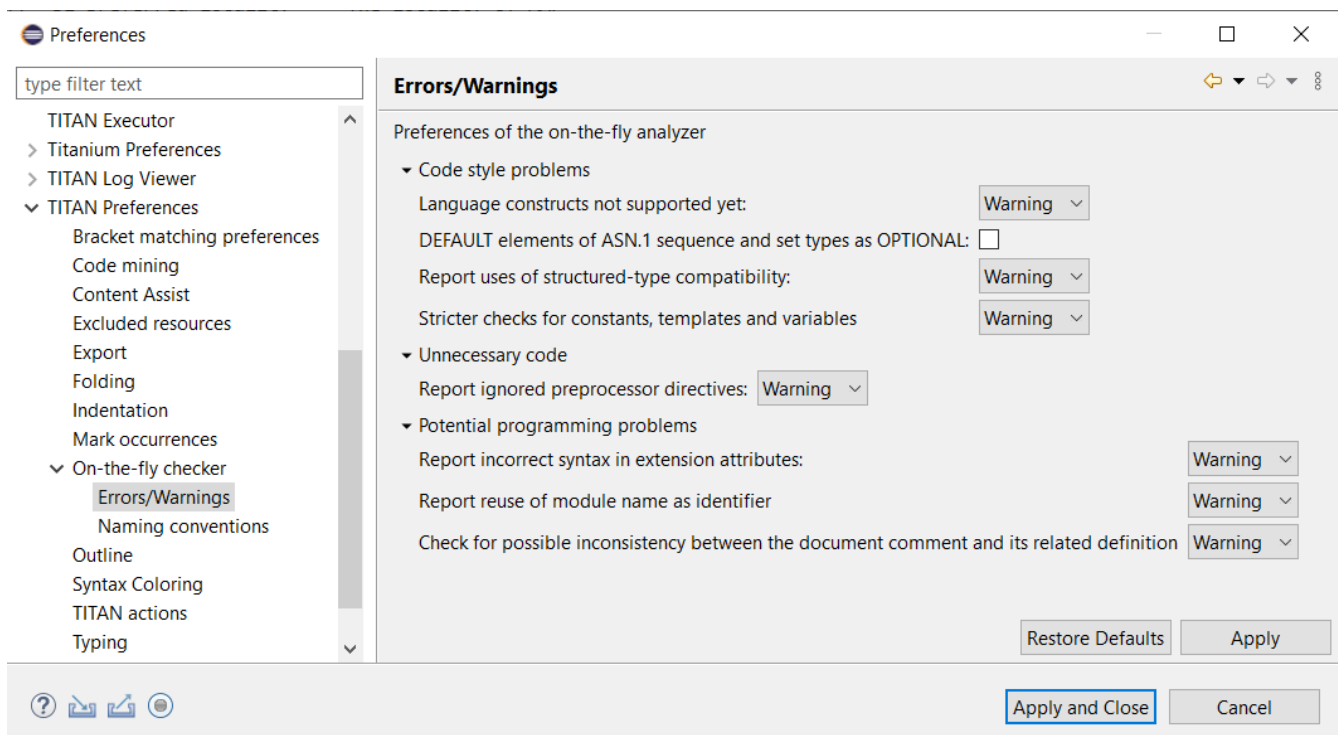 Preferences
type filter text
TITAN Executor
Titanium Preferences
TITAN Log Viewer
TITAN Preferences
Bracket matching preferences
Code mining
Content Assist
Excluded resources
Export
Folding
Indentation
Mark occurrences
On-the-fly checker
Errors/Warnings
Naming conventions
Outline
Syntax Coloring
TITAN actions
Typing
Errors/Warnings
Preferences of the on-the-fly analyzer
Code style problems
Language constructs not supported yet: Warning
DEFAULT elements of ASN.1 sequence and set types as OPTIONAL:
Report uses of structured-type compatibility: Warning
Stricter checks for constants, templates and variables Warning
Unnecessary code
Report ignored preprocessor directives: Warning
Potential programming problems
Report incorrect syntax in extension attributes: Warning
Report reuse of module name as identifier Warning
Check for possible inconsistency between the document comment and its related definition Warning
Restore Defaults Apply
Apply and Close Cancel